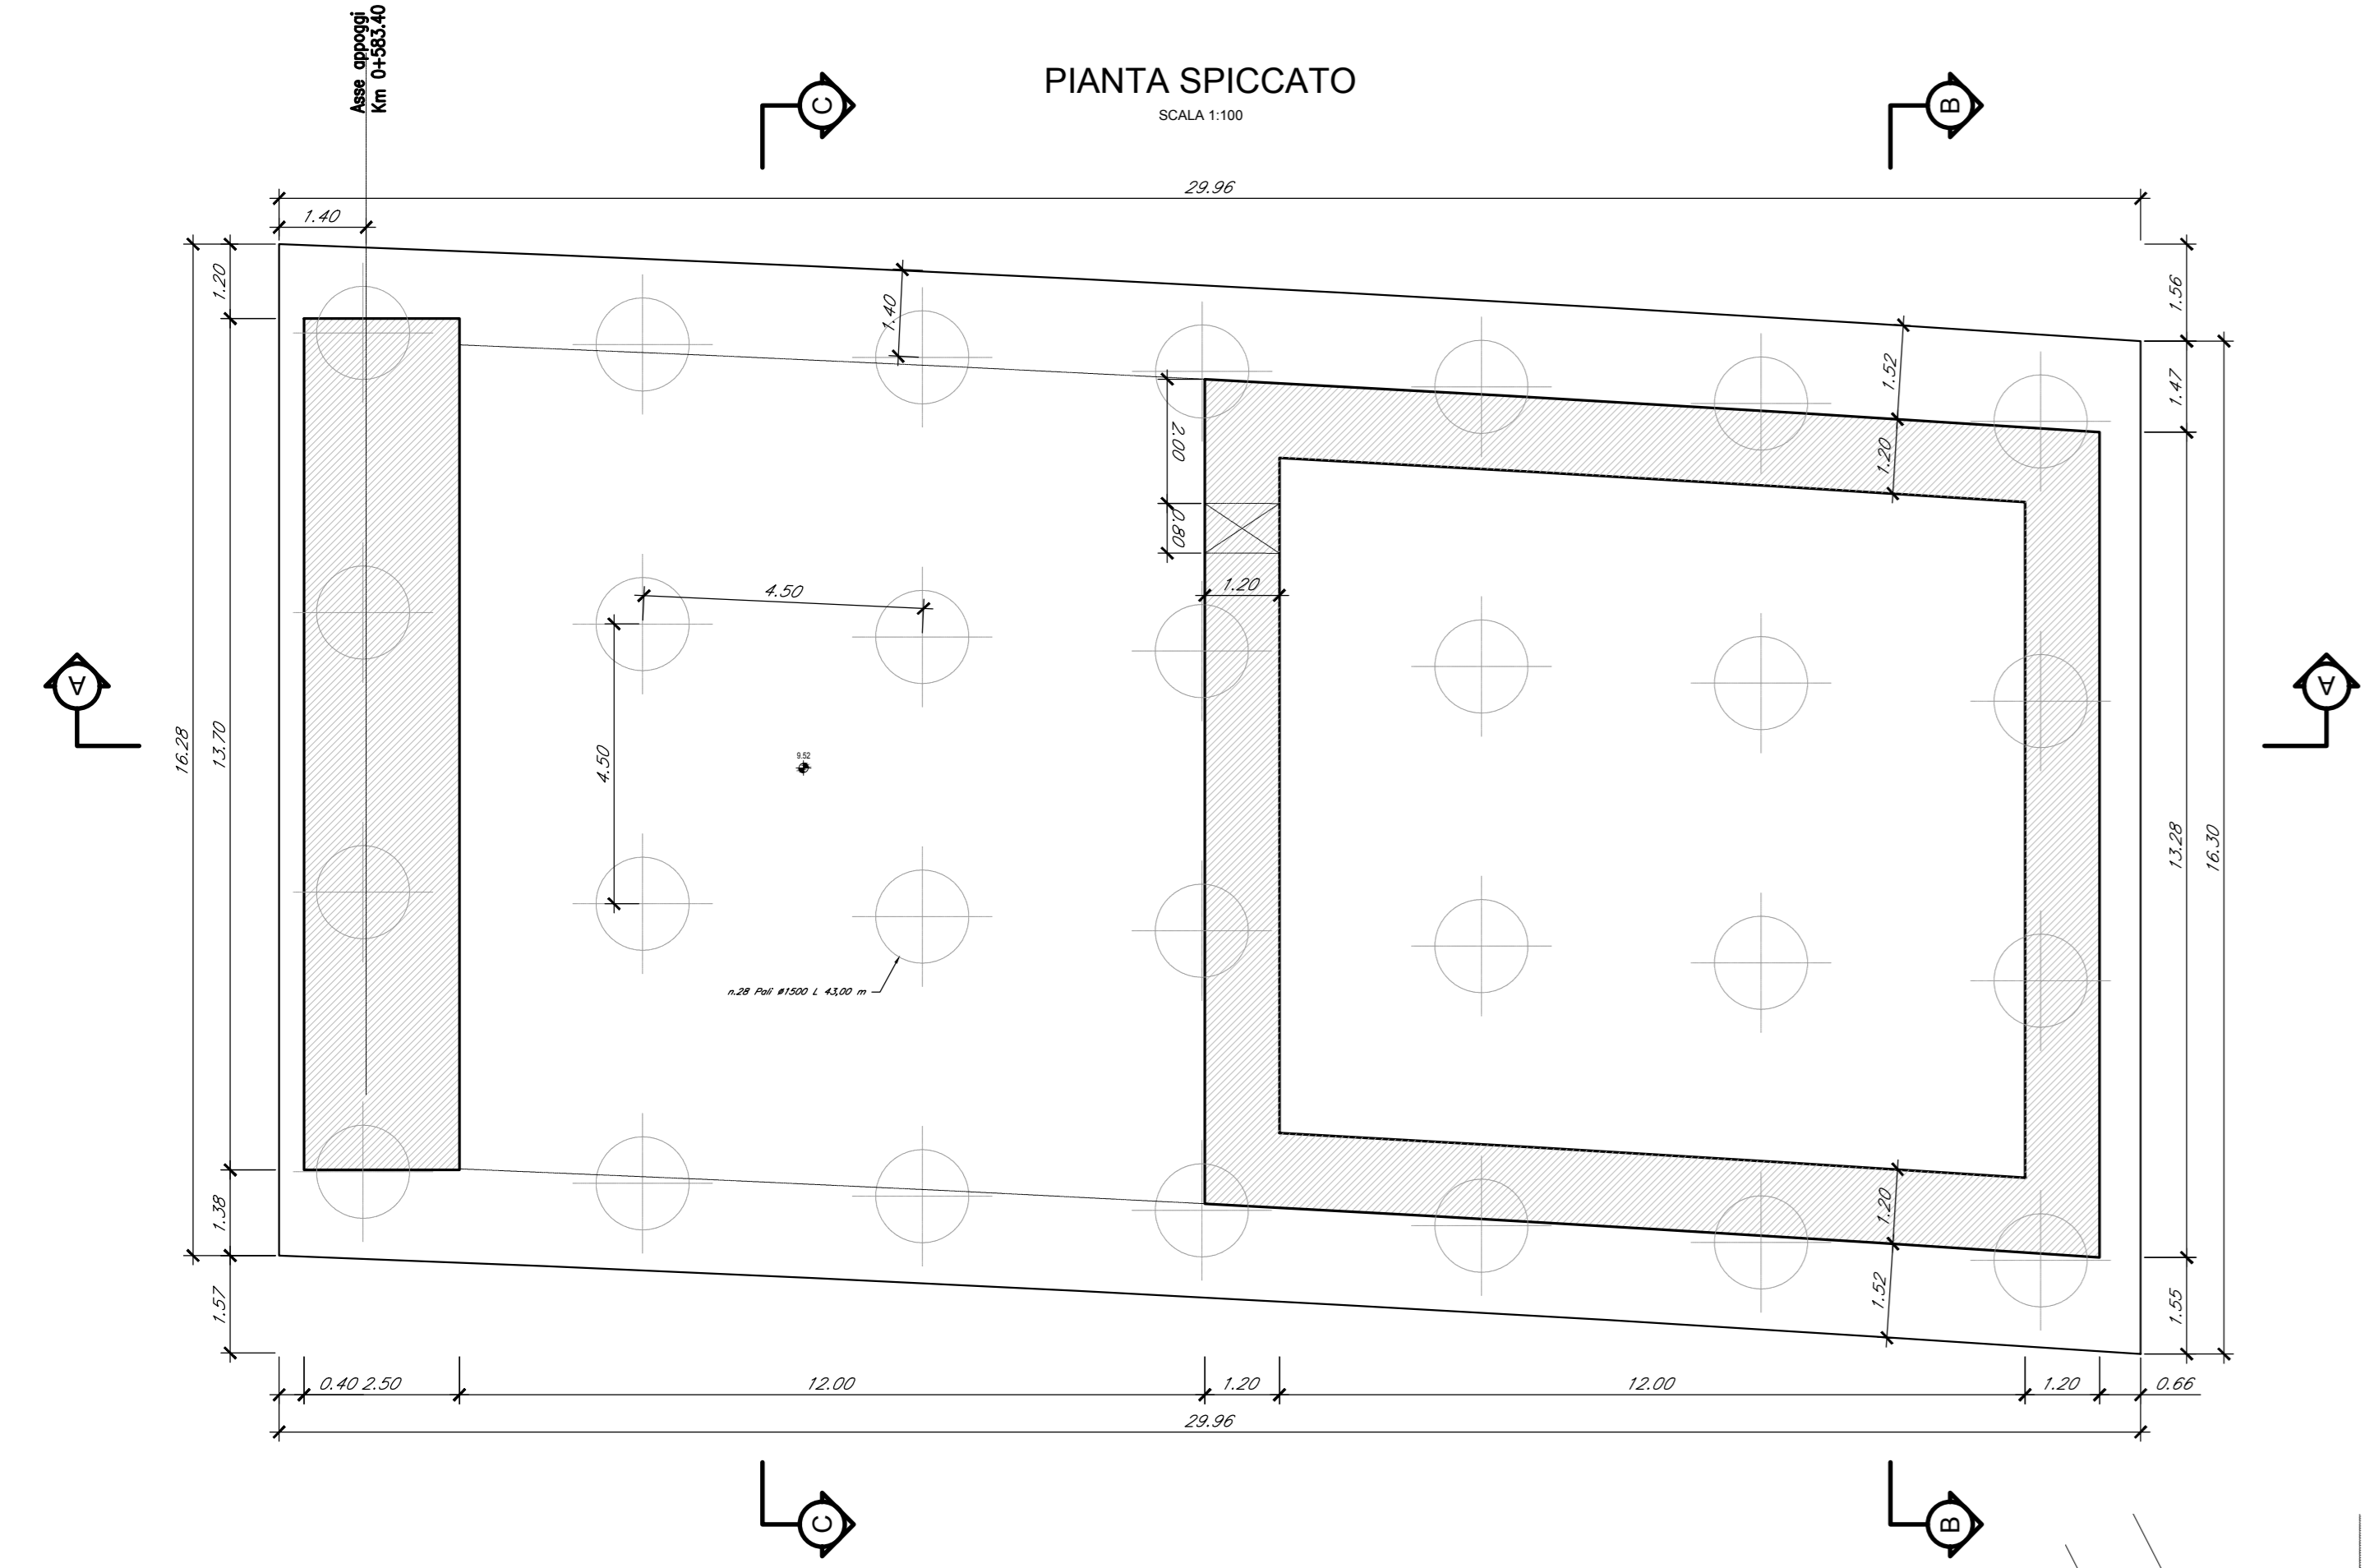 Asse appoggi
Km 0+583.40
PIANTA SPICCATO
SCALA 1:100
C
B
29.96
1.40
16.28
1.20
13.70
1.38
1.57
1.40
1.52
1.20
1.56
1.47
13.28
16.30
1.55
2.00
0.80
1.20
4.50
4.50
9.52
n.28 Pali ø1500 L 43,00 m
A
A
1.20
1.52
0.40 2.50
12.00
1.20
12.00
1.20
0.66
29.96
C
B